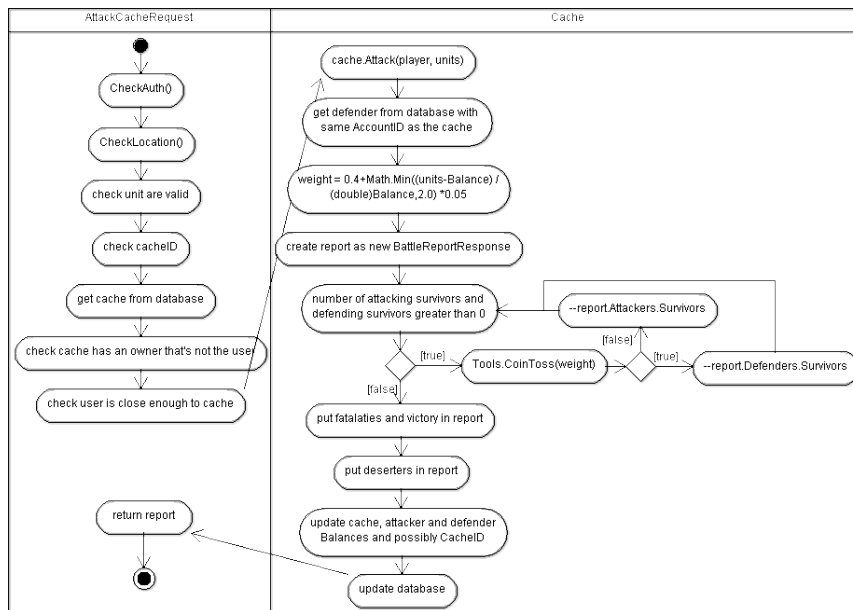 AttackCacheRequest
CheckAuth()
CheckLocation()
check unit are valid
check cacheID
get cache from database
check cache has an owner that's not the user
check user is close enough to cache
return report
Cache
cache.Attack(player, units)
get defender from database with
same AccountID as the cache
weight = 0.4+Math.Min((units-Balance) /
(double)Balance,2.0) *0.05
create report as new BattleReportResponse
number of attacking survivors and
defending survivors greater than 0
[true]
Tools.CoinToss(weight)
[false]
--report.Attackers.Survivors
[true]
--report.Defenders.Survivors
[false]
put fatalaties and victory in report
put deserters in report
update cache, attacker and defender
Balances and possibly CacheID
update database